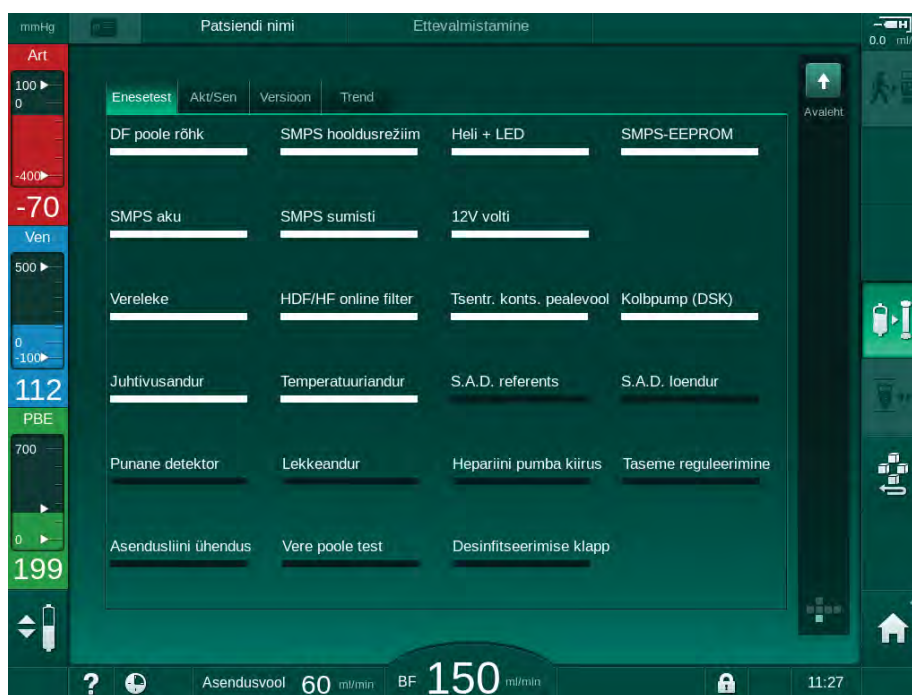 mmHg Patsiendi nimi Ettevalmistamine
0.0 ml/
Art
100
0
-400
-70
Ven
500
0
-100
112
PBE
700
0
199
Enesetest Akt/Sen Versioon Trend
Avaleht
DF poole rõhk SMPS hooldusrežiim Heli + LED SMPS-EEPROM
SMPS aku SMPS sumisti 12V volti
Vereleke HDF/HF online filter Tsentr. konts. pealevool Kolbpump (DSK)
Juhtivusandur Temperatuuriandur S.A.D. referents S.A.D. loendur
Punane detektor Lekkeandur Hepariini pumba kiirus Taseme reguleerimine
Asendusliini ühendus Vere poole test Desinfitseerimise klapp
? Asendusvool 60 ml/min BF 150 ml/min 11:27